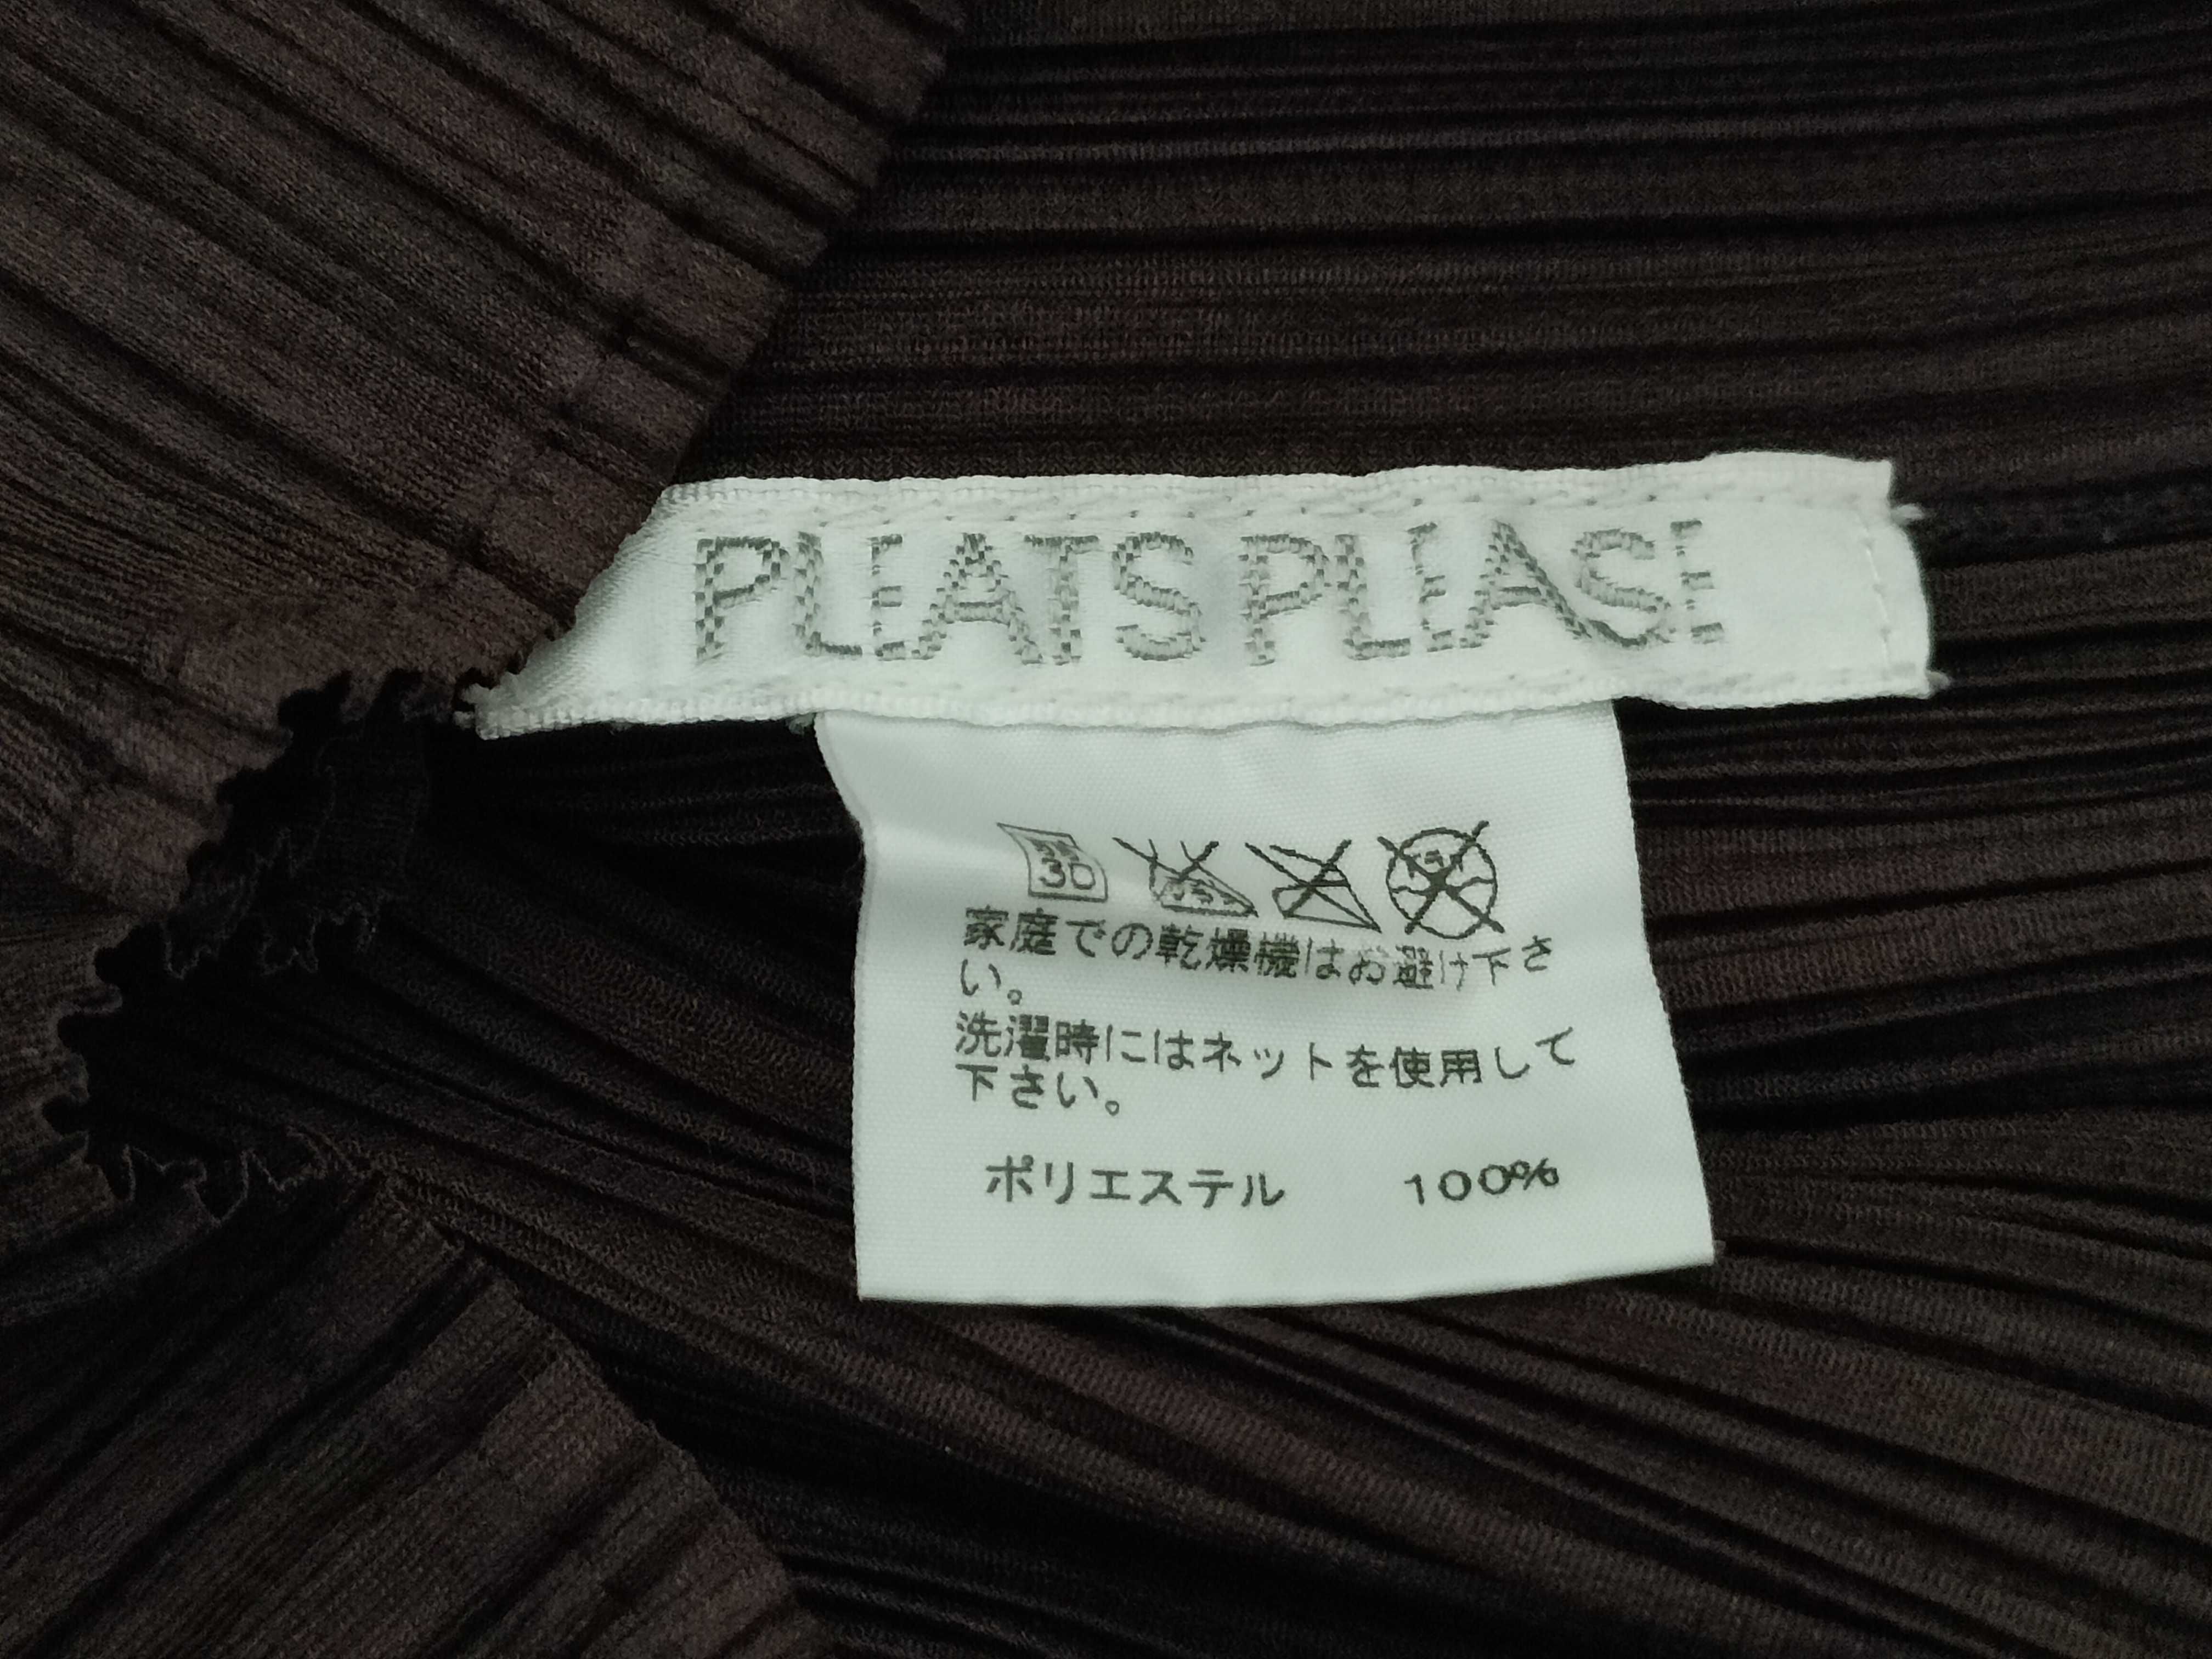 PLEATS PLEASE
30
家庭での乾燥機はお避け下さ
い。
洗濯時にはネットを使用して
下さい。
ポリエステル 100%